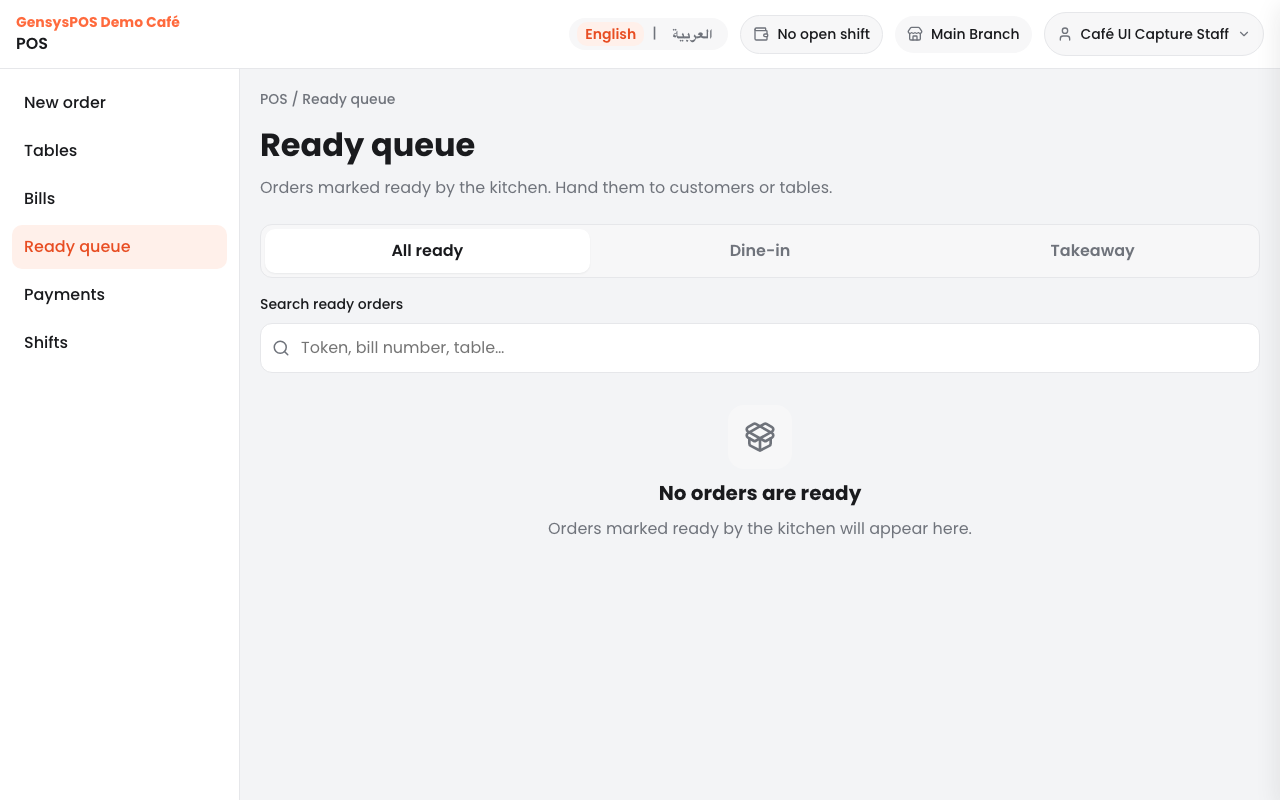 GensysPOS Demo Café
POS
English | العربية
No open shift
Main Branch
Café UI Capture Staff
New order
Tables
Bills
Ready queue
Payments
Shifts
POS / Ready queue
Ready queue
Orders marked ready by the kitchen. Hand them to customers or tables.
All ready
Dine-in
Takeaway
Search ready orders
Token, bill number, table...
No orders are ready
Orders marked ready by the kitchen will appear here.